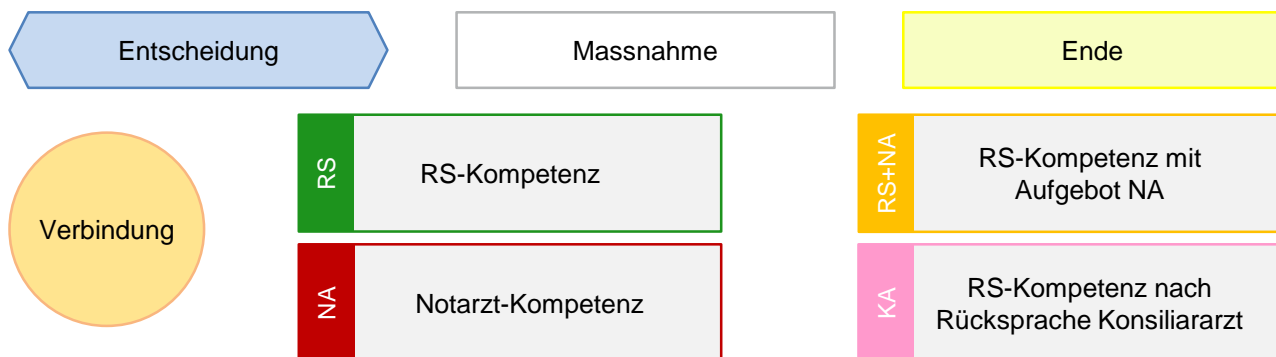 Entscheidung
Massnahme
Ende
Verbindung
RS
RS-Kompetenz
RS+NA
RS-Kompetenz mit
Aufgebot NA
NA
Notarzt-Kompetenz
KA
RS-Kompetenz nach
Rücksprache Konsiliararzt